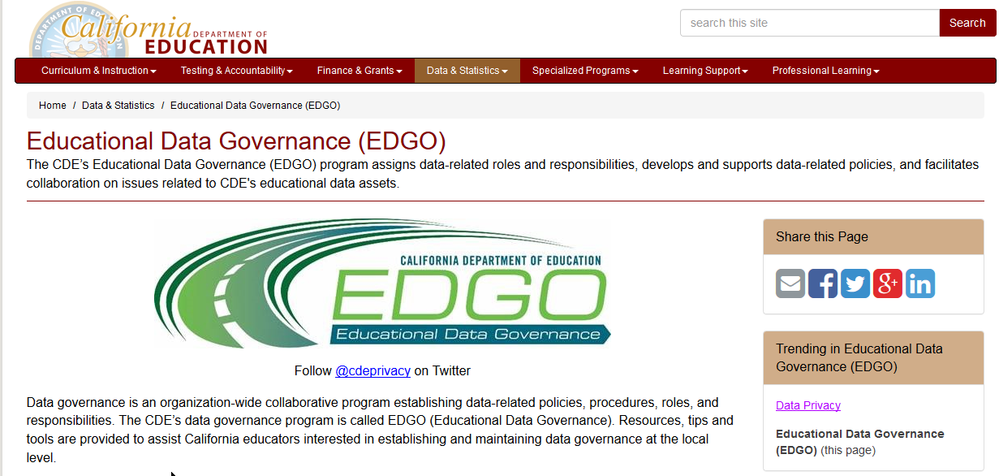 DEPARTMENT OF EDUCATION
California DEPARTMENT OF
EDUCATION
search this site
Search
Curriculum & Instruction
Testing & Accountability
Finance & Grants
Data & Statistics
Specialized Programs
Learning Support
Professional Learning
Home / Data & Statistics / Educational Data Governance (EDGO)
Educational Data Governance (EDGO)
The CDE’s Educational Data Governance (EDGO) program assigns data-related roles and responsibilities, develops and supports data-related policies, and facilitates
collaboration on issues related to CDE's educational data assets.
CALIFORNIA DEPARTMENT OF EDUCATION
EDGO
Educational Data Governance
Follow @cdeprivacy on Twitter
Data governance is an organization-wide collaborative program establishing data-related policies, procedures, roles, and
responsibilities. The CDE’s data governance program is called EDGO (Educational Data Governance). Resources, tips and
tools are provided to assist California educators interested in establishing and maintaining data governance at the local
level.
Share this Page
f
g+
in
Trending in Educational Data
Governance (EDGO)
Data Privacy
Educational Data Governance
(EDGO) (this page)